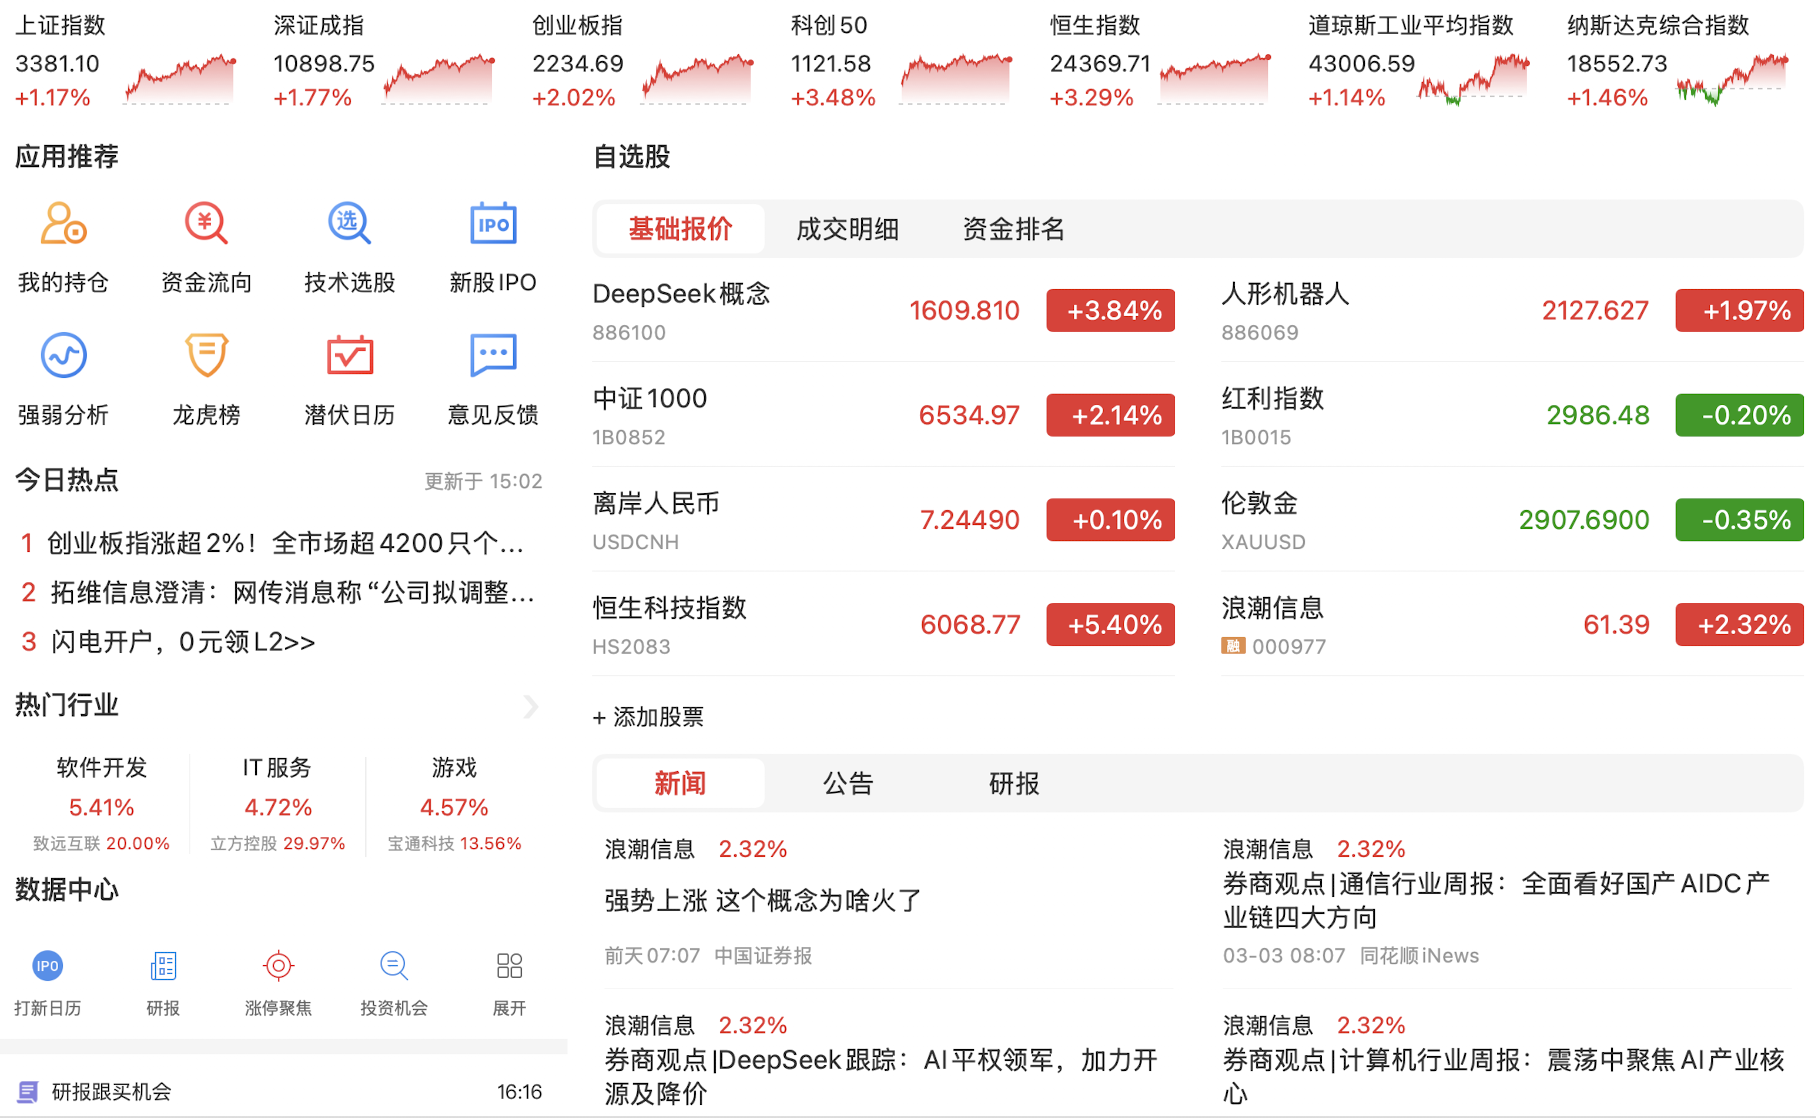 上证指数
3381.10
+1.17%
深证成指
10898.75
+1.77%
创业板指
2234.69
+2.02%
科创50
1121.58
+3.48%
恒生指数
24369.71
+3.29%
道琼斯工业平均指数
43006.59
+1.14%
纳斯达克综合指数
18552.73
+1.46%
应用推荐
我的持仓
¥
资金流向
选
技术选股
IPO
新股IPO
强弱分析
龙虎榜
潜伏日历
意见反馈
今日热点
更新于 15:02
1 创业板指涨超2%！全市场超4200只个...
2 拓维信息澄清：网传消息称“公司拟调整...
3 闪电开户，0元领L2>>
热门行业
软件开发
5.41%
致远互联 20.00%
IT服务
4.72%
立方控股 29.97%
游戏
4.57%
宝通科技 13.56%
数据中心
IPO
打新日历
研报
涨停聚焦
投资机会
展开
研报跟买机会
16:16
自选股
基础报价
成交明细
资金排名
DeepSeek概念
886100
1609.810
+3.84%
人形机器人
886069
2127.627
+1.97%
中证1000
1B0852
6534.97
+2.14%
红利指数
1B0015
2986.48
-0.20%
离岸人民币
USDCNH
7.24490
+0.10%
伦敦金
XAUUSD
2907.6900
-0.35%
恒生科技指数
HS2083
6068.77
+5.40%
浪潮信息
融 000977
61.39
+2.32%
+ 添加股票
新闻
公告
研报
浪潮信息 2.32%
强势上涨 这个概念为啥火了
前天07:07 中国证券报
浪潮信息 2.32%
券商观点|通信行业周报：全面看好国产AIDC产
业链四大方向
03-03 08:07 同花顺iNews
浪潮信息 2.32%
券商观点|DeepSeek跟踪：AI平权领军，加力开
源及降价
浪潮信息 2.32%
券商观点|计算机行业周报：震荡中聚焦AI产业核
心